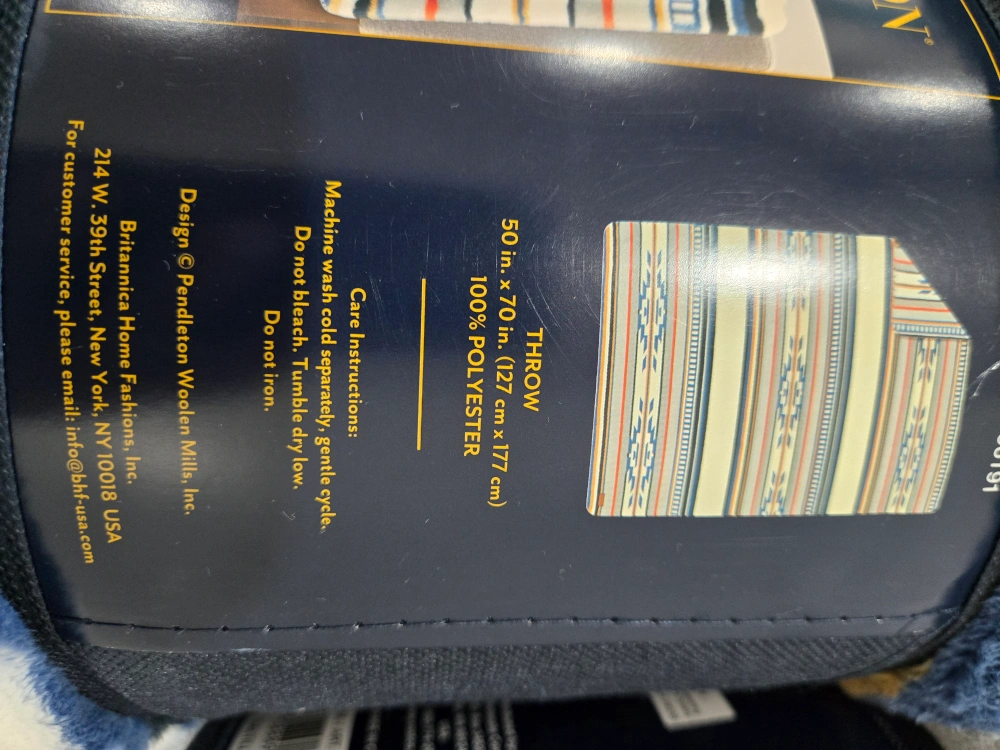 THROW
50 in. x 70 in. (127 cm x 177 cm)
100% POLYESTER
Care Instructions:
Machine wash cold separately, gentle cycle.
Do not bleach. Tumble dry low.
Do not iron.
Design © Pendleton Woolen Mills, Inc.
Britannica Home Fashions, Inc.
214 W. 39th Street, New York, NY 10018 USA
For customer service, please email: info@bhf-usa.com